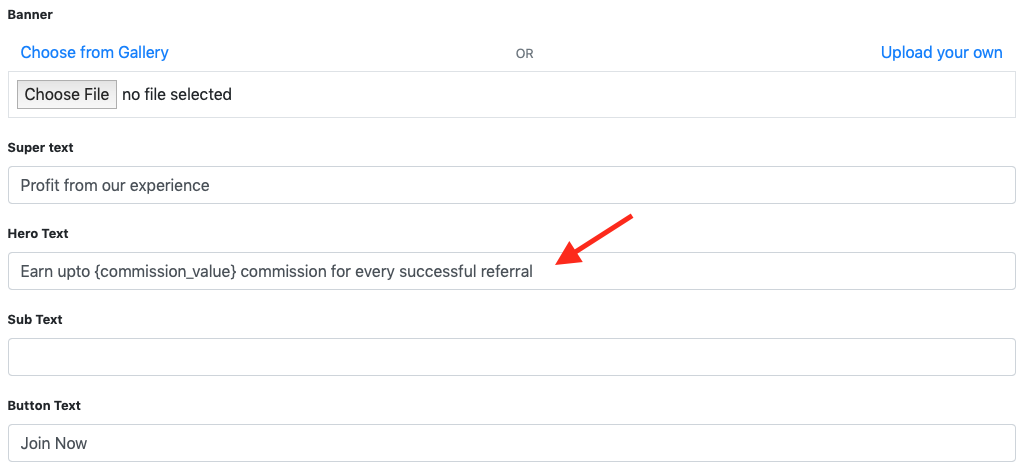 Banner
Choose from Gallery OR Upload your own
Choose File no file selected
Super text
Profit from our experience
Hero Text
Earn upto {commission_value} commission for every successful referral
Sub Text
Button Text
Join Now